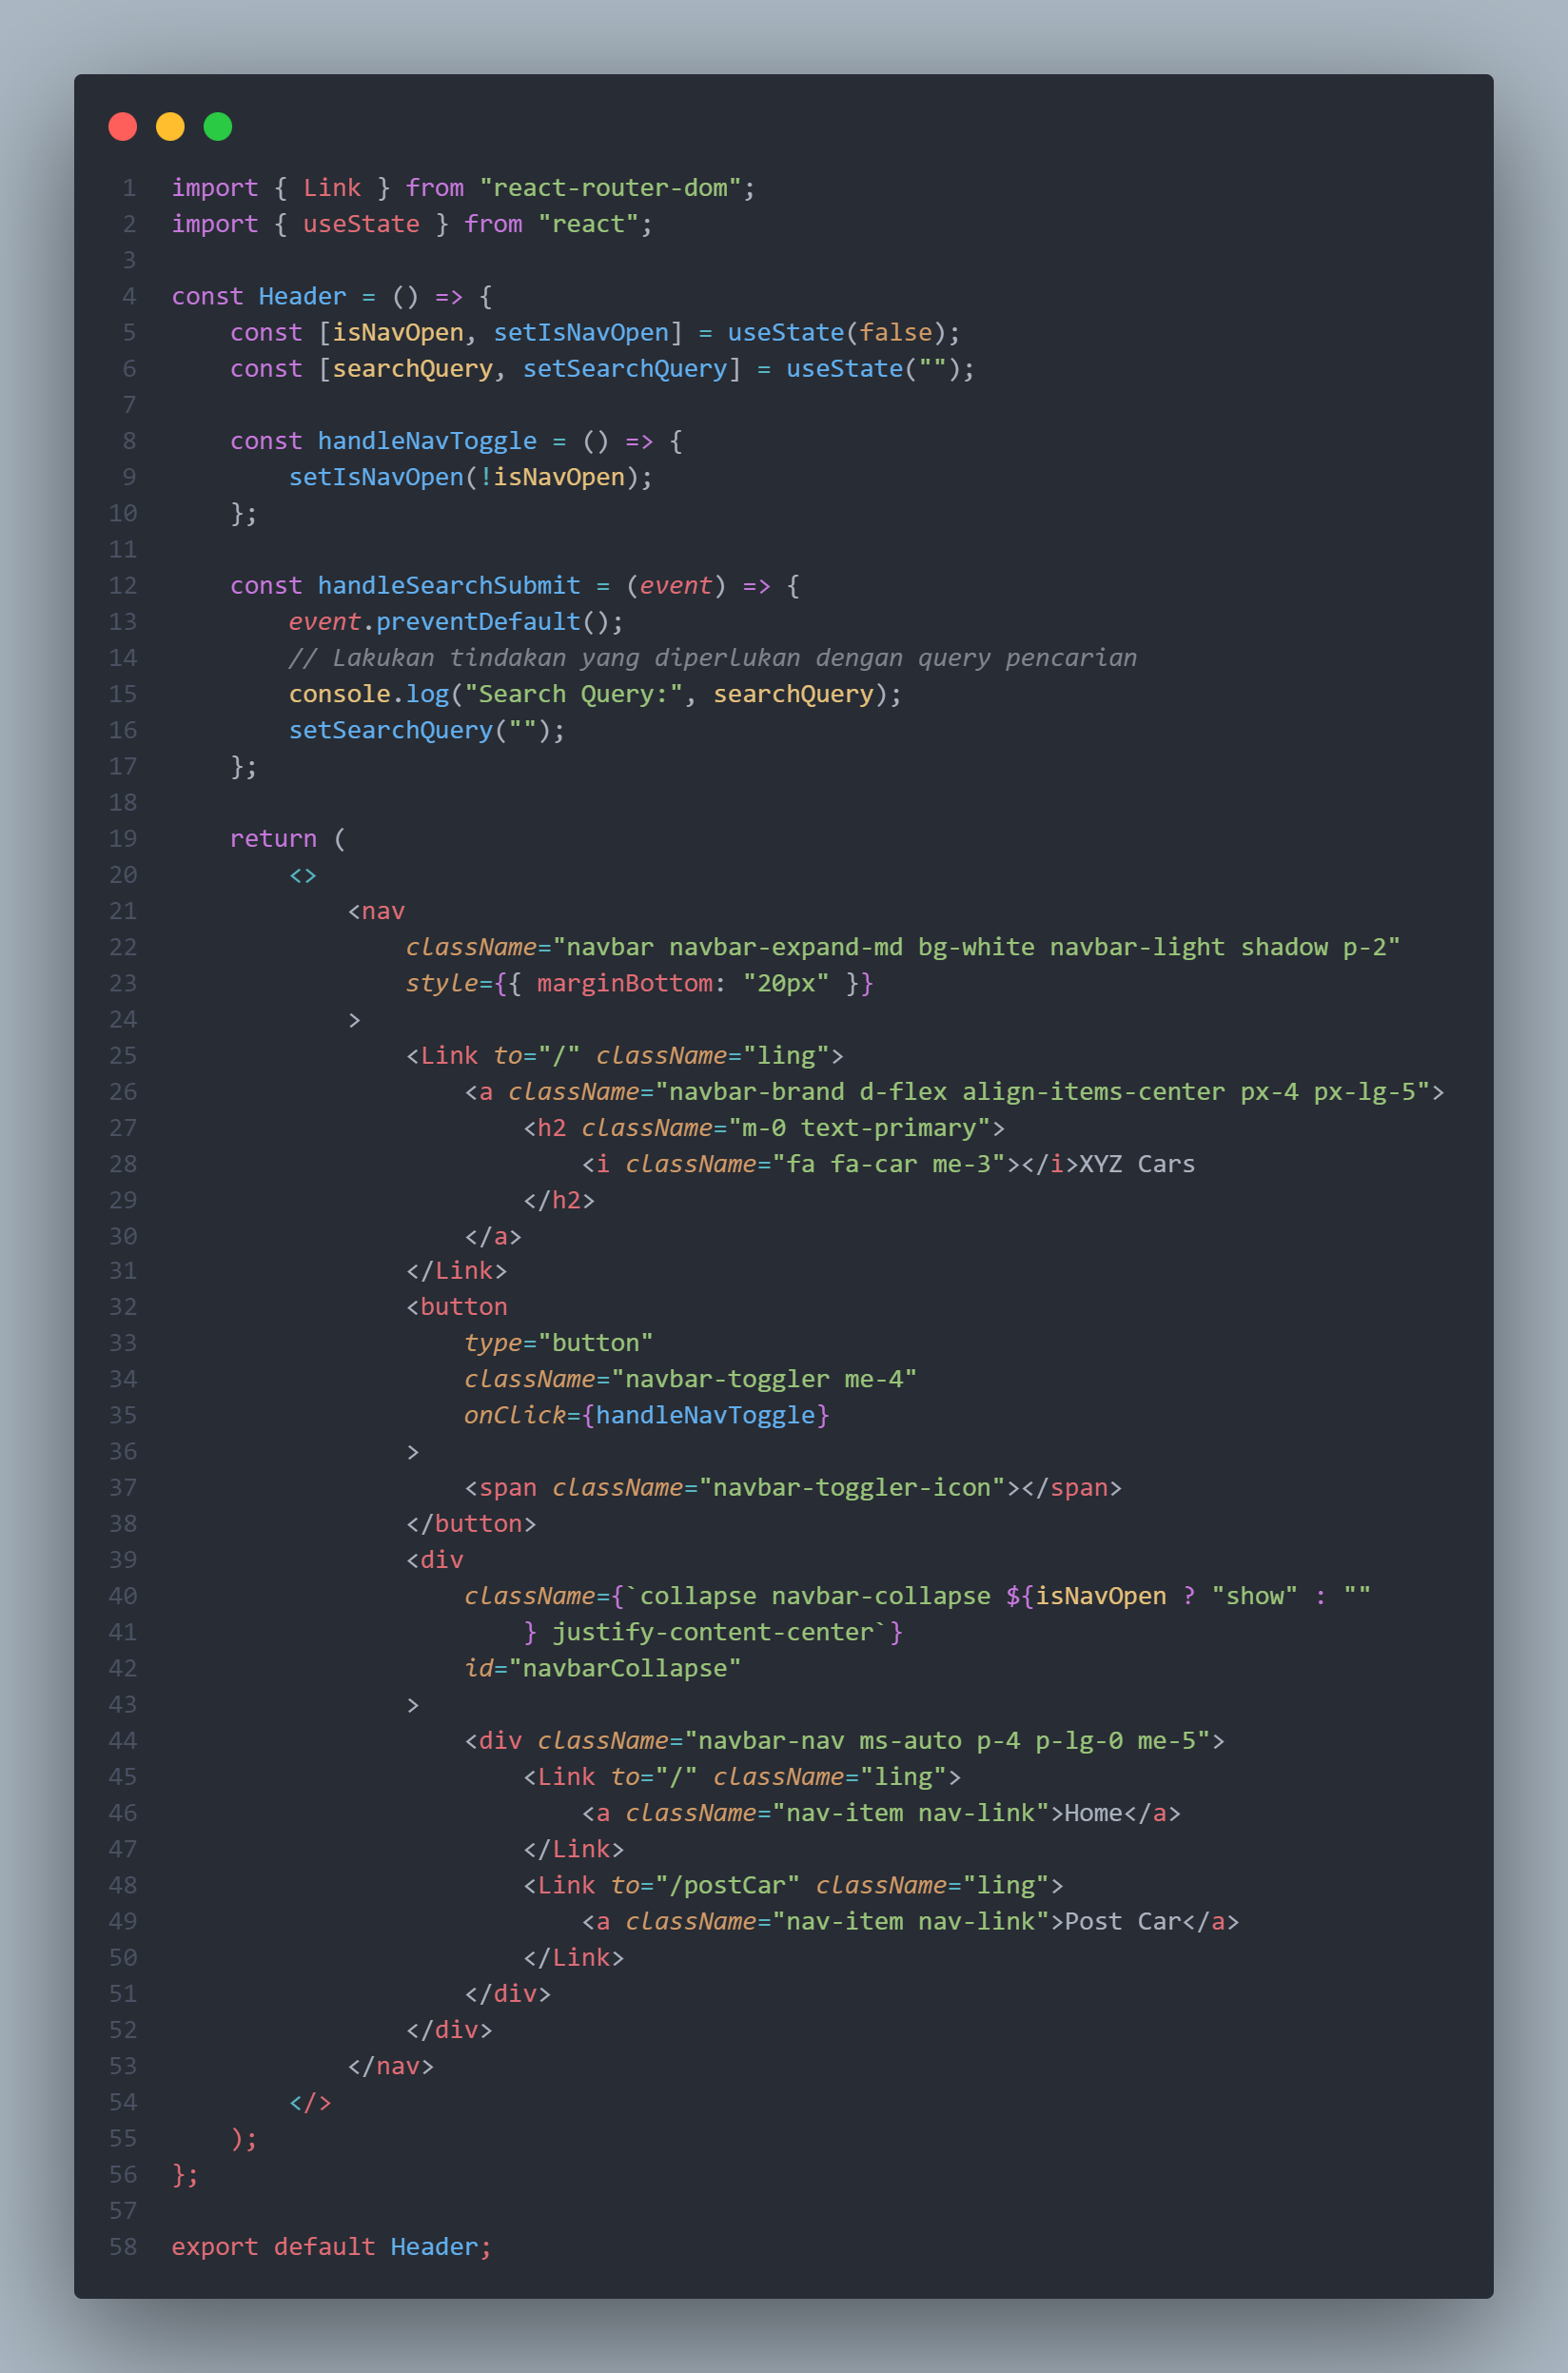 1 import { Link } from "react-router-dom";
2 import { useState } from "react";
3
4 const Header = () => {
5     const [isNavOpen, setIsNavOpen] = useState(false);
6     const [searchQuery, setSearchQuery] = useState("");
7
8     const handleNavToggle = () => {
9         setIsNavOpen(!isNavOpen);
10     };
11
12     const handleSearchSubmit = (event) => {
13         event.preventDefault();
14         // Lakukan tindakan yang diperlukan dengan query pencarian
15         console.log("Search Query:", searchQuery);
16         setSearchQuery("");
17     };
18
19     return (
20         <>
21             <nav
22                 className="navbar navbar-expand-md bg-white navbar-light shadow p-2"
23                 style={{ marginBottom: "20px" }}
24             >
25                 <Link to="/" className="ling">
26                     <a className="navbar-brand d-flex align-items-center px-4 px-lg-5">
27                         <h2 className="m-0 text-primary">
28                             <i className="fa fa-car me-3"></i>XYZ Cars
29                         </h2>
30                     </a>
31                 </Link>
32                 <button
33                     type="button"
34                     className="navbar-toggler me-4"
35                     onClick={handleNavToggle}
36                 >
37                     <span className="navbar-toggler-icon"></span>
38                 </button>
39                 <div
40                     className={`collapse navbar-collapse ${isNavOpen ? "show" : ""
41                         } justify-content-center`}
42                     id="navbarCollapse"
43                 >
44                     <div className="navbar-nav ms-auto p-4 p-lg-0 me-5">
45                         <Link to="/" className="ling">
46                             <a className="nav-item nav-link">Home</a>
47                         </Link>
48                         <Link to="/postCar" className="ling">
49                             <a className="nav-item nav-link">Post Car</a>
50                         </Link>
51                     </div>
52                 </div>
53             </nav>
54         </>
55     );
56 };
57
58 export default Header;